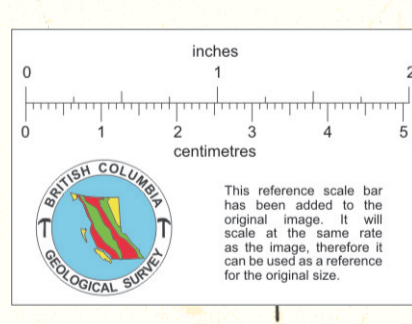 inches
0 1 2
0 1 2 3 4 5
centimetres
BRITISH COLUMBIA
GEOLOGICAL SURVEY
This reference scale bar
has been added to the
original image. It will
scale at the same rate
as the image, therefore it
can be used as a reference
for the original size.